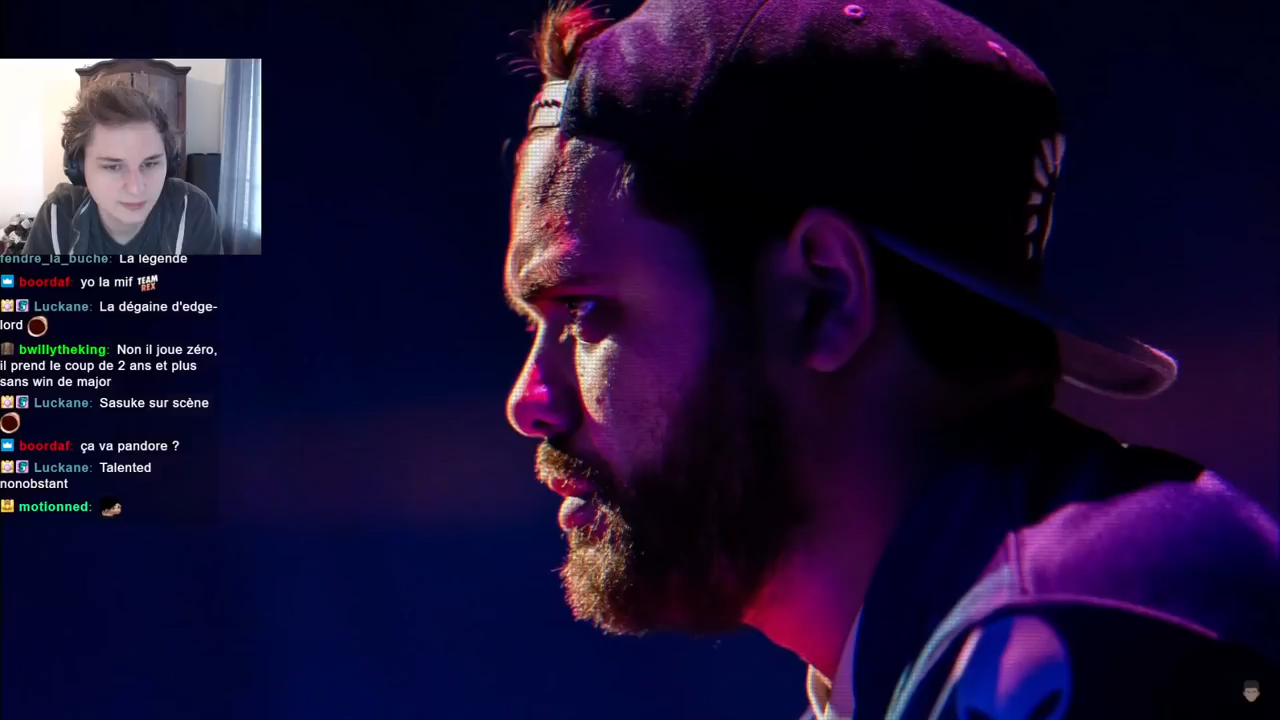 fendre_la_buche: La légende
boordaf: yo la mif TEAM REX
Luckane: La dégaine d'edge-
lord
bwillytheking: Non il joue zéro,
il prend le coup de 2 ans et plus
sans win de major
Luckane: Sasuke sur scène
boordaf: ça va pandore ?
Luckane: Talented
nonobstant
motionned: